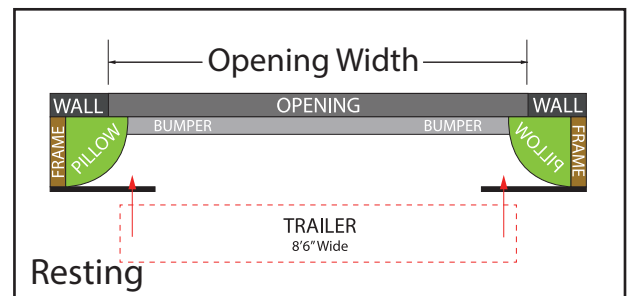 Opening Width
WALL OPENING WALL
FRAME PILLOW BUMPER BUMPER PILLOW FRAME
TRAILER
8'6" Wide
Resting